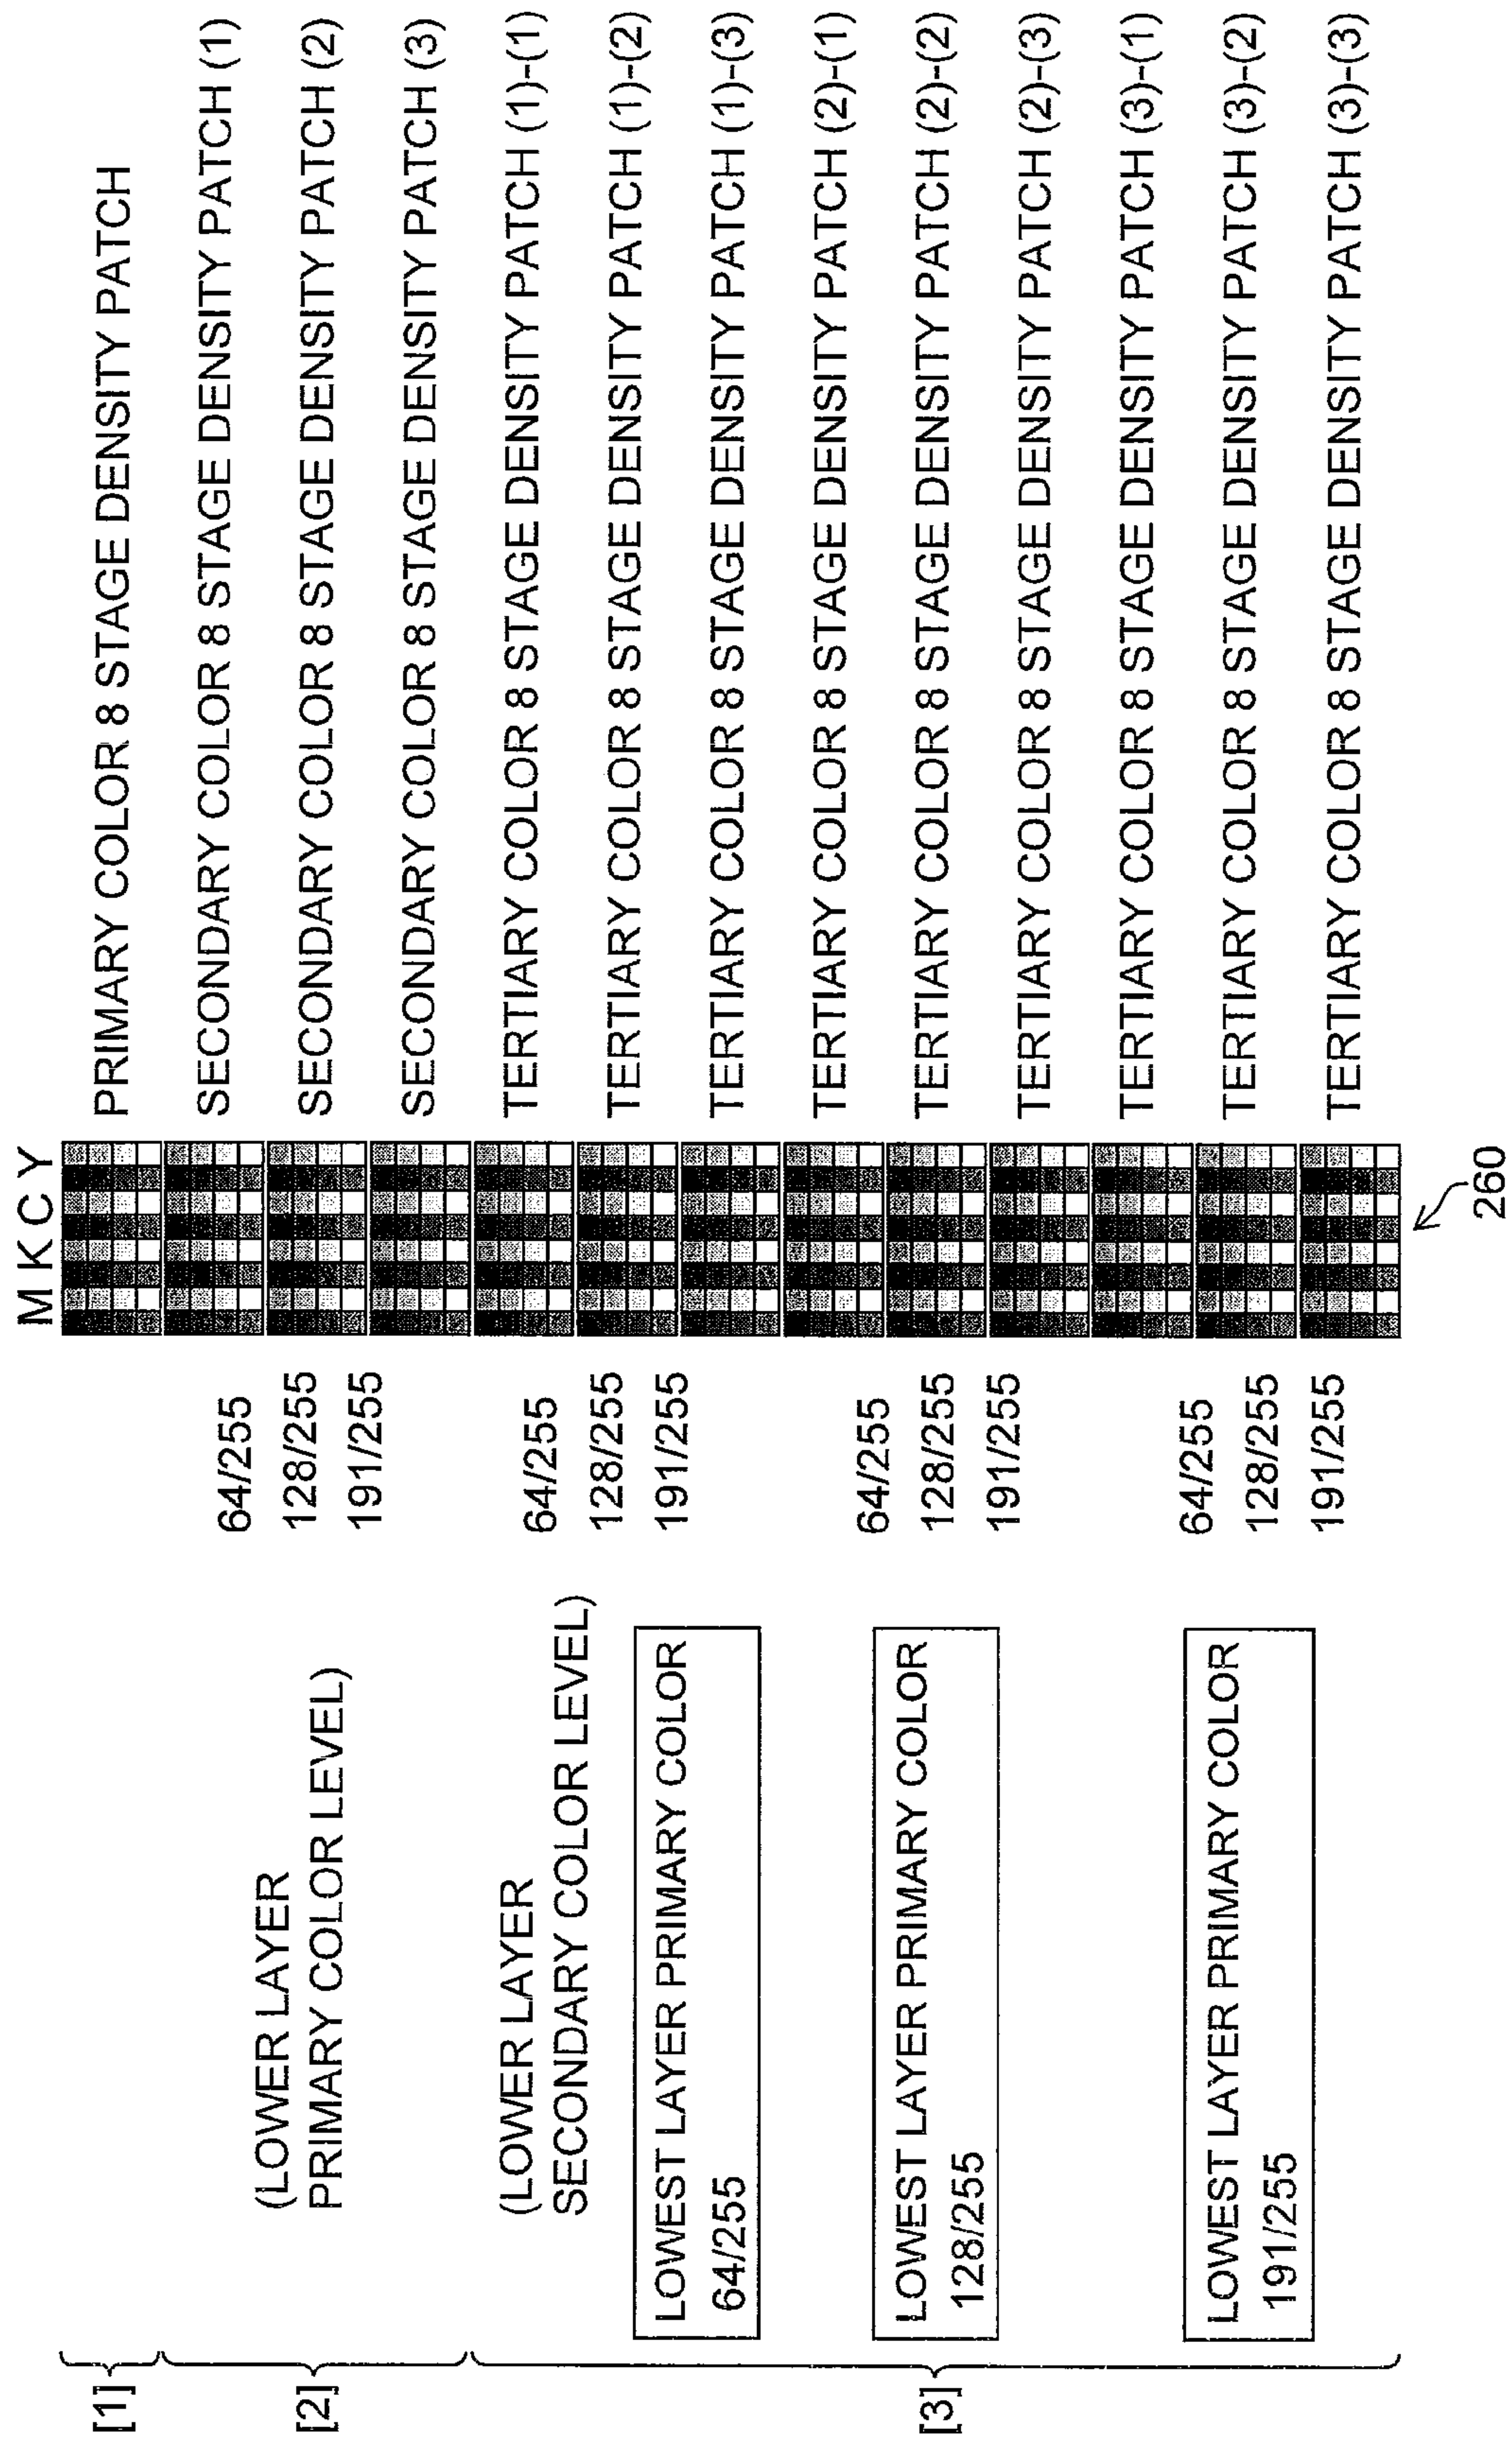 [1]
[2]
[3]
(LOWER LAYER
PRIMARY COLOR LEVEL)
(LOWER LAYER
SECONDARY COLOR LEVEL)
LOWEST LAYER PRIMARY COLOR
64/255
LOWEST LAYER PRIMARY COLOR
128/255
LOWEST LAYER PRIMARY COLOR
191/255
64/255
128/255
191/255
64/255
128/255
191/255
64/255
128/255
191/255
64/255
128/255
191/255
M K C Y
260
PRIMARY COLOR 8 STAGE DENSITY PATCH
SECONDARY COLOR 8 STAGE DENSITY PATCH (1)
SECONDARY COLOR 8 STAGE DENSITY PATCH (2)
SECONDARY COLOR 8 STAGE DENSITY PATCH (3)
TERTIARY COLOR 8 STAGE DENSITY PATCH (1)-(1)
TERTIARY COLOR 8 STAGE DENSITY PATCH (1)-(2)
TERTIARY COLOR 8 STAGE DENSITY PATCH (1)-(3)
TERTIARY COLOR 8 STAGE DENSITY PATCH (2)-(1)
TERTIARY COLOR 8 STAGE DENSITY PATCH (2)-(2)
TERTIARY COLOR 8 STAGE DENSITY PATCH (2)-(3)
TERTIARY COLOR 8 STAGE DENSITY PATCH (3)-(1)
TERTIARY COLOR 8 STAGE DENSITY PATCH (3)-(2)
TERTIARY COLOR 8 STAGE DENSITY PATCH (3)-(3)